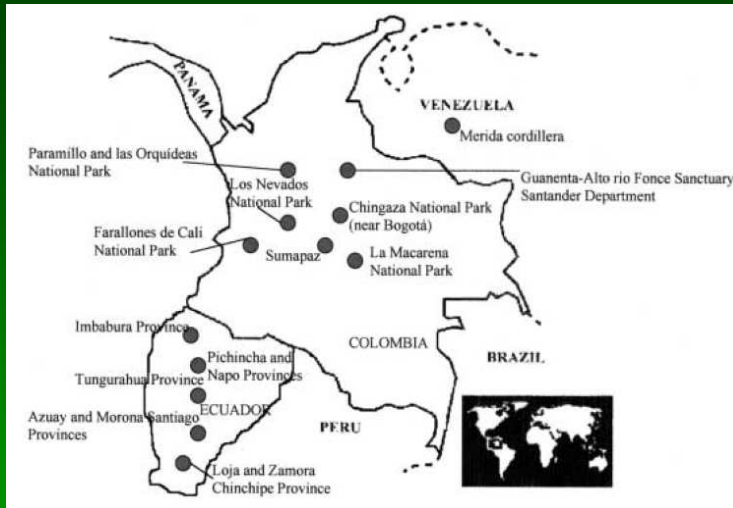 PANAMA
VENEZUELA
Merida cordillera
Paramillo and las Orquídeas
National Park
Guanenta-Alto rio Fonce Sanctuary
Santander Department
Los Nevados
National Park
Chingaza National Park
(near Bogotá)
Farallones de Cali
National Park
Sumapaz
La Macarena
National Park
Imbabura Province
COLOMBIA
BRAZIL
Pichincha and
Napo Provinces
Tungurahua Province
ECUADOR
Azuay and Morona Santiago
Provinces
PERU
Loja and Zamora
Chinchipe Province